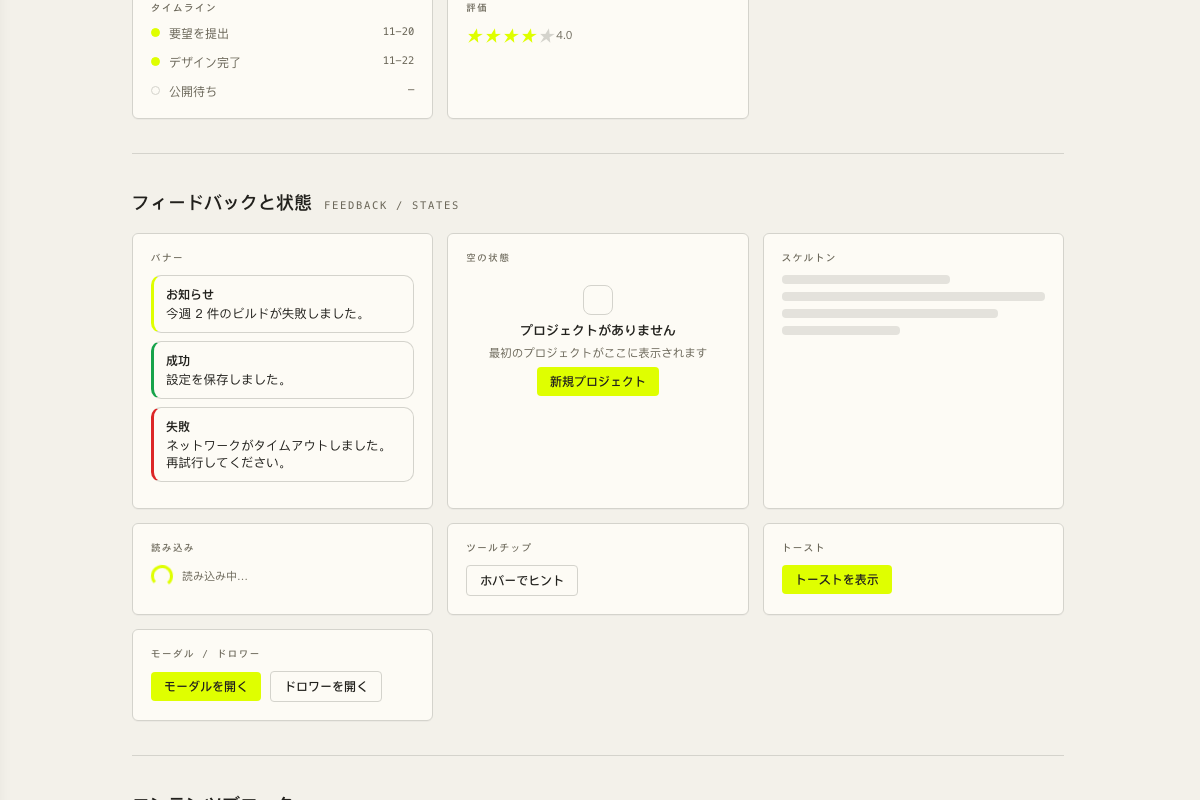 タイムライン
要望を提出 11-20
デザイン完了 11-22
公開待ち —
評価
★★★★★ 4.0
フィードバックと状態 FEEDBACK / STATES
バナー
お知らせ
今週 2 件のビルドが失敗しました。
成功
設定を保存しました。
失敗
ネットワークがタイムアウトしました。
再試行してください。
空の状態
プロジェクトがありません
最初のプロジェクトがここに表示されます
新規プロジェクト
スケルトン
読み込み
読み込み中…
ツールチップ
ホバーでヒント
トースト
トーストを表示
モーダル / ドロワー
モーダルを開く
ドロワーを開く